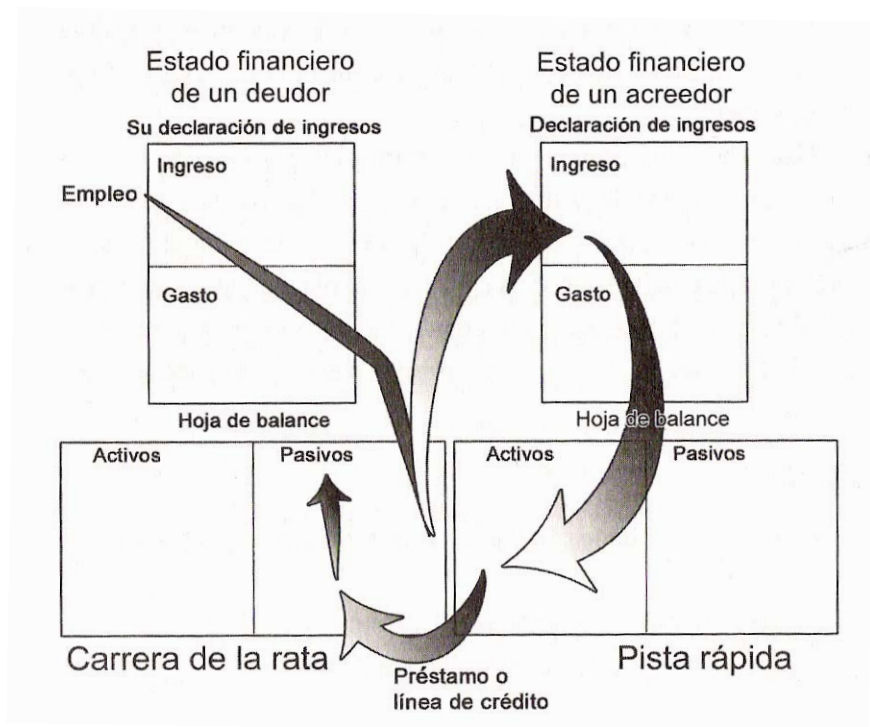 Estado financiero
de un deudor
Su declaración de ingresos
Ingreso
Empleo
Gasto
Hoja de balance
Activos
Pasivos
Carrera de la rata
Estado financiero
de un acreedor
Declaración de ingresos
Ingreso
Gasto
Hoja de balance
Activos
Pasivos
Pista rápida
Préstamo o
línea de crédito